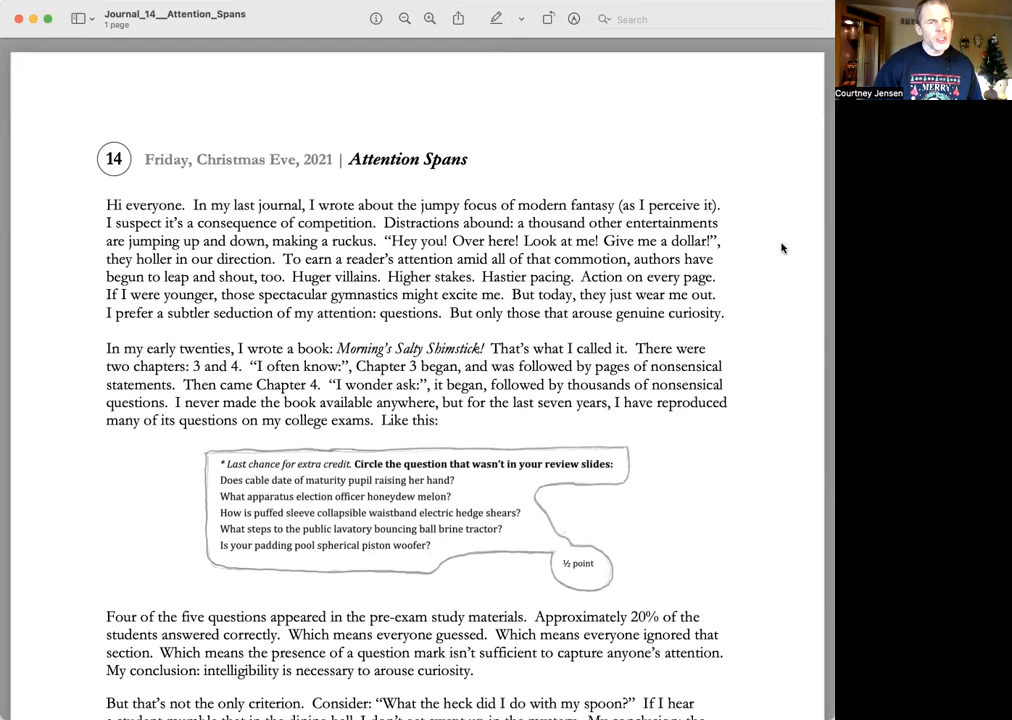 Journal_14__Attention_Spans
1 page
Search
Courtney Jensen
MERRY
14 Friday, Christmas Eve, 2021 | Attention Spans
Hi everyone. In my last journal, I wrote about the jumpy focus of modern fantasy (as I perceive it).
I suspect it's a consequence of competition. Distractions abound: a thousand other entertainments
are jumping up and down, making a ruckus. "Hey you! Over here! Look at me! Give me a dollar!",
they holler in our direction. To earn a reader's attention amid all of that commotion, authors have
begun to leap and shout, too. Huger villains. Higher stakes. Hastier pacing. Action on every page.
If I were younger, those spectacular gymnastics might excite me. But today, they just wear me out.
I prefer a subtler seduction of my attention: questions. But only those that arouse genuine curiosity.
In my early twenties, I wrote a book: Morning's Salty Shimstick! That's what I called it. There were
two chapters: 3 and 4. "I often know:", Chapter 3 began, and was followed by pages of nonsensical
statements. Then came Chapter 4. "I wonder ask:", it began, followed by thousands of nonsensical
questions. I never made the book available anywhere, but for the last seven years, I have reproduced
many of its questions on my college exams. Like this:
* Last chance for extra credit. Circle the question that wasn't in your review slides:
Does cable date of maturity pupil raising her hand?
What apparatus election officer honeydew melon?
How is puffed sleeve collapsible waistband electric hedge shears?
What steps to the public lavatory bouncing ball brine tractor?
Is your padding pool spherical piston woofer?
½ point
Four of the five questions appeared in the pre-exam study materials. Approximately 20% of the
students answered correctly. Which means everyone guessed. Which means everyone ignored that
section. Which means the presence of a question mark isn't sufficient to capture anyone's attention.
My conclusion: intelligibility is necessary to arouse curiosity.
But that's not the only criterion. Consider: "What the heck did I do with my spoon?" If I hear